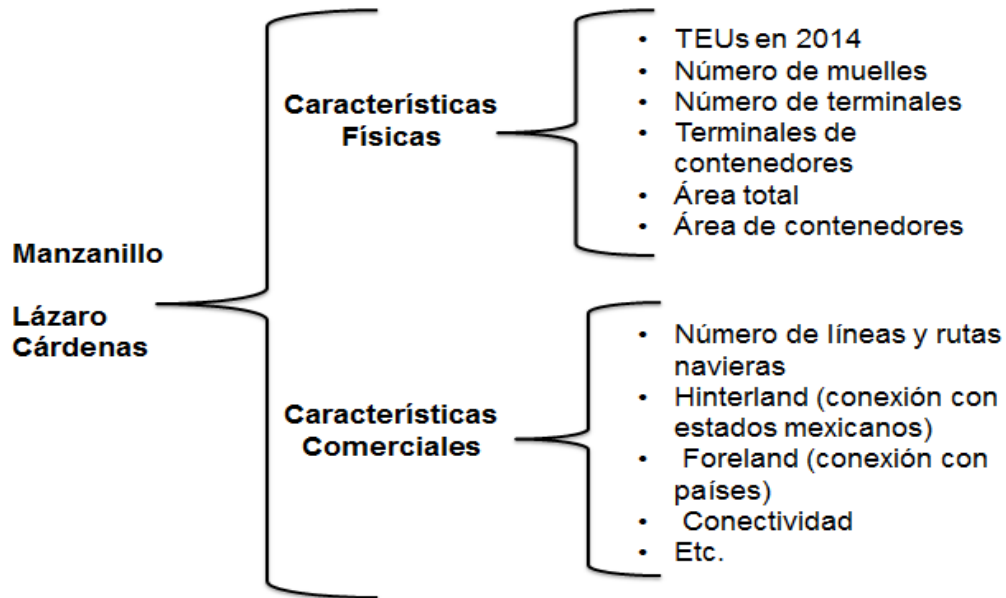 Manzanillo
Lázaro
Cárdenas
Características
Físicas
• TEUs en 2014
• Número de muelles
• Número de terminales
• Terminales de
contenedores
• Área total
• Área de contenedores
Características
Comerciales
• Número de líneas y rutas
navieras
• Hinterland (conexión con
estados mexicanos)
• Foreland (conexión con
países)
• Conectividad
• Etc.